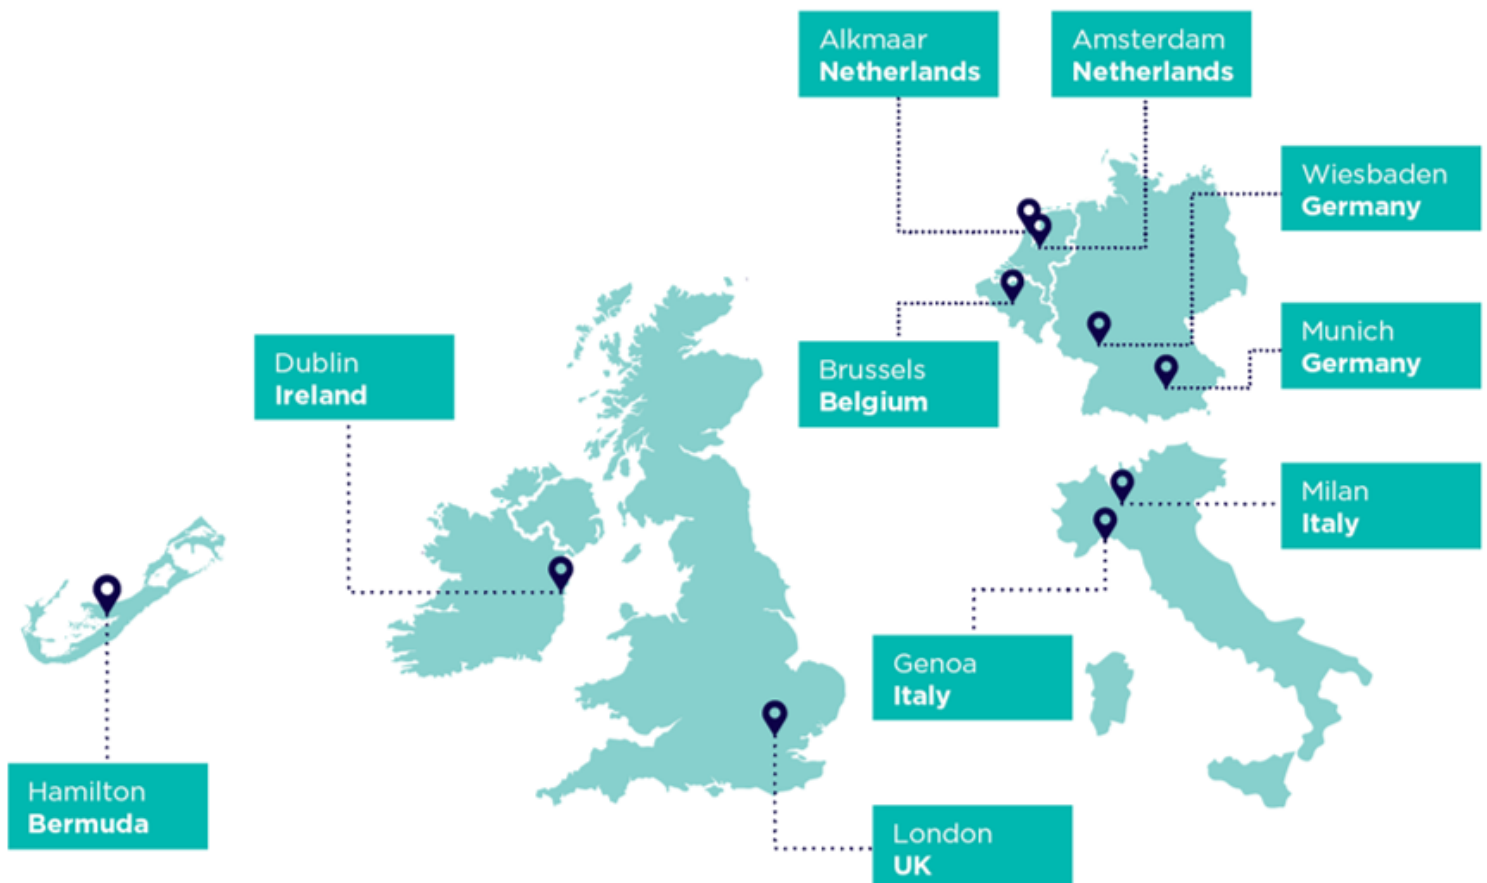 Alkmaar
Netherlands
Amsterdam
Netherlands
Wiesbaden
Germany
Munich
Germany
Dublin
Ireland
Brussels
Belgium
Milan
Italy
Genoa
Italy
Hamilton
Bermuda
London
UK